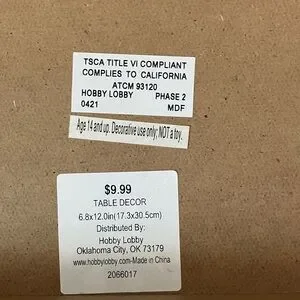 TSCA TITLE VI COMPLIANT
COMPLIES TO CALIFORNIA
ATCM 93120
HOBBY LOBBY PHASE 2
0421 MDF
Age 14 and up. Decorative use only; NOT a toy.
$9.99
TABLE DECOR
6.8x12.0in(17.3x30.5cm)
Distributed By:
Hobby Lobby
Oklahoma City, OK 73179
www.hobbylobby.com-Made in China
2066017